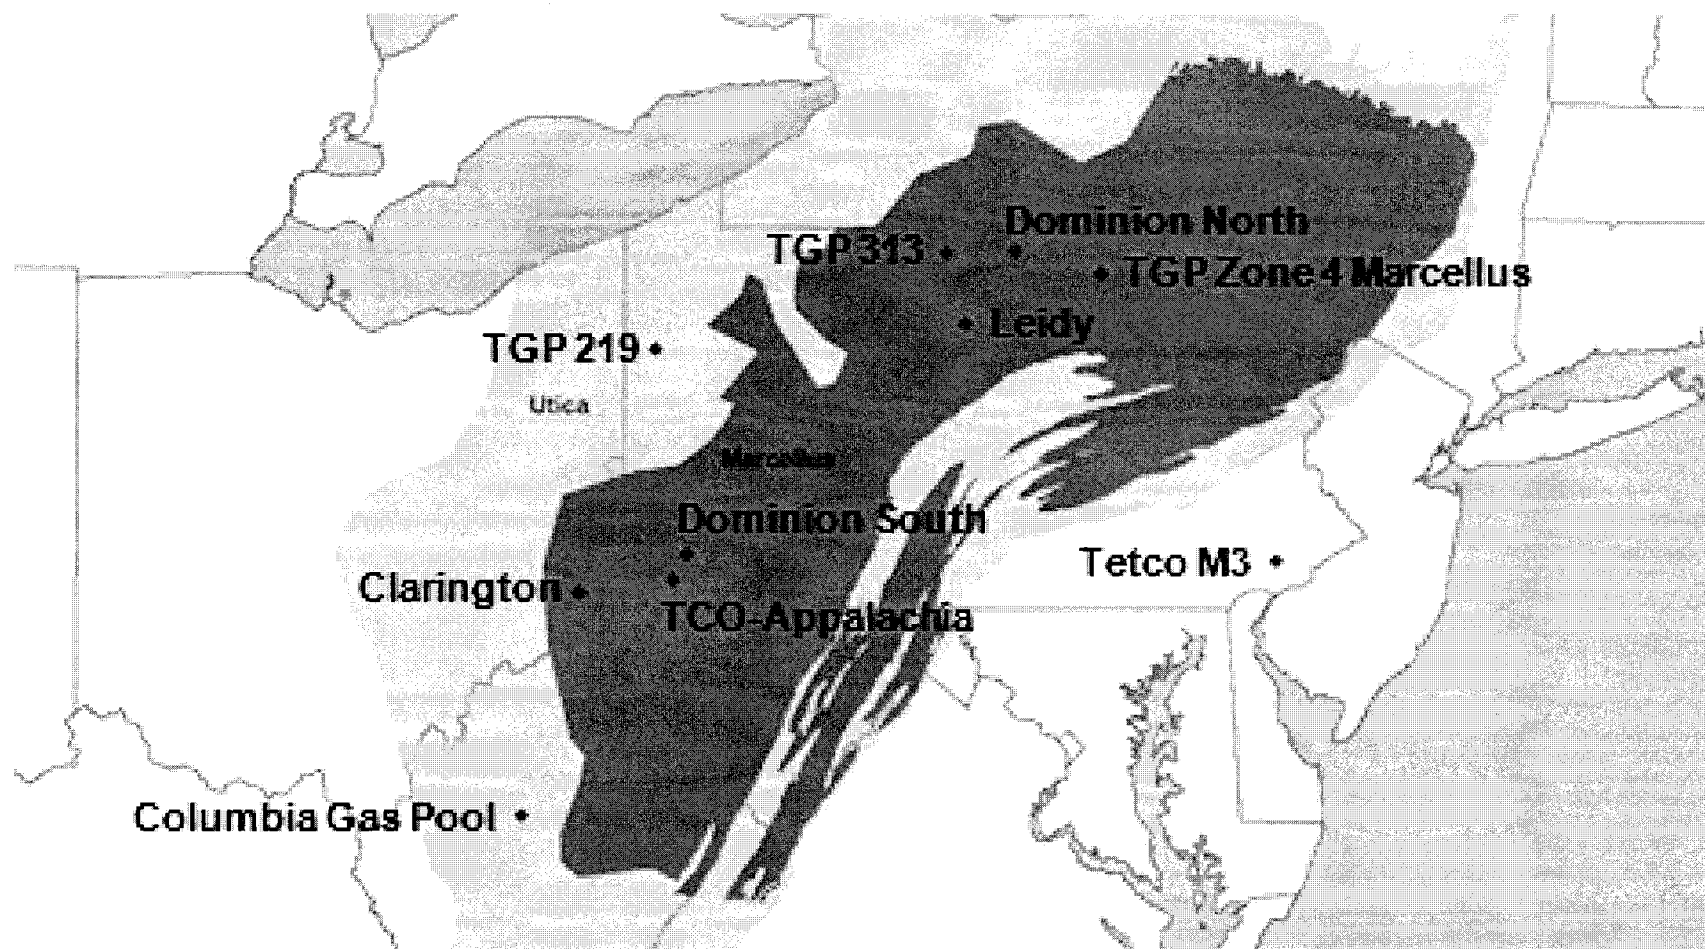 Dominion North
TGP 313
TGP Zone 4 Marcellus
Leidy
TGP 219
Utica
Marcellus
Dominion South
Tetco M3
Clarington
TCO-Appalachia
Columbia Gas Pool